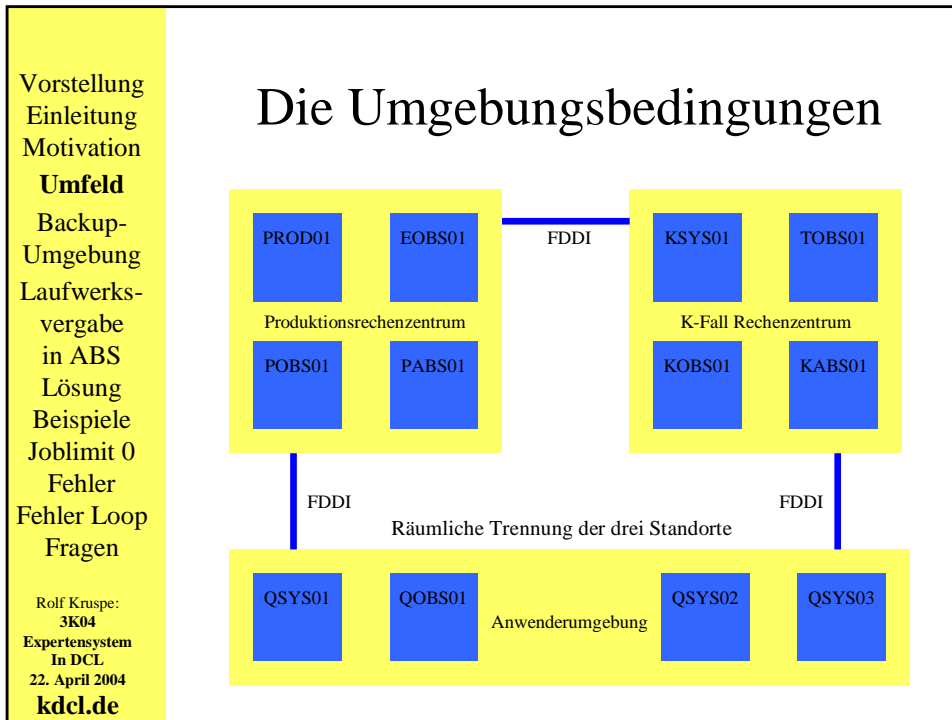 Vorstellung
Einleitung
Motivation
Umfeld
Backup-
Umgebung
Laufwerks-
vergabe
in ABS
Lösung
Beispiele
Joblimit 0
Fehler
Fehler Loop
Fragen
Rolf Kruspe:
3K04
Expertensystem
In DCL
22. April 2004
kdcl.de
Die Umgebungsbedingungen
PROD01
EOBS01
Produktionsrechenzentrum
POBS01
PABS01
FDDI
KSYS01
TOBS01
K-Fall Rechenzentrum
KOBS01
KABS01
FDDI
FDDI
Räumliche Trennung der drei Standorte
QSYS01
QOBS01
Anwenderumgebung
QSYS02
QSYS03